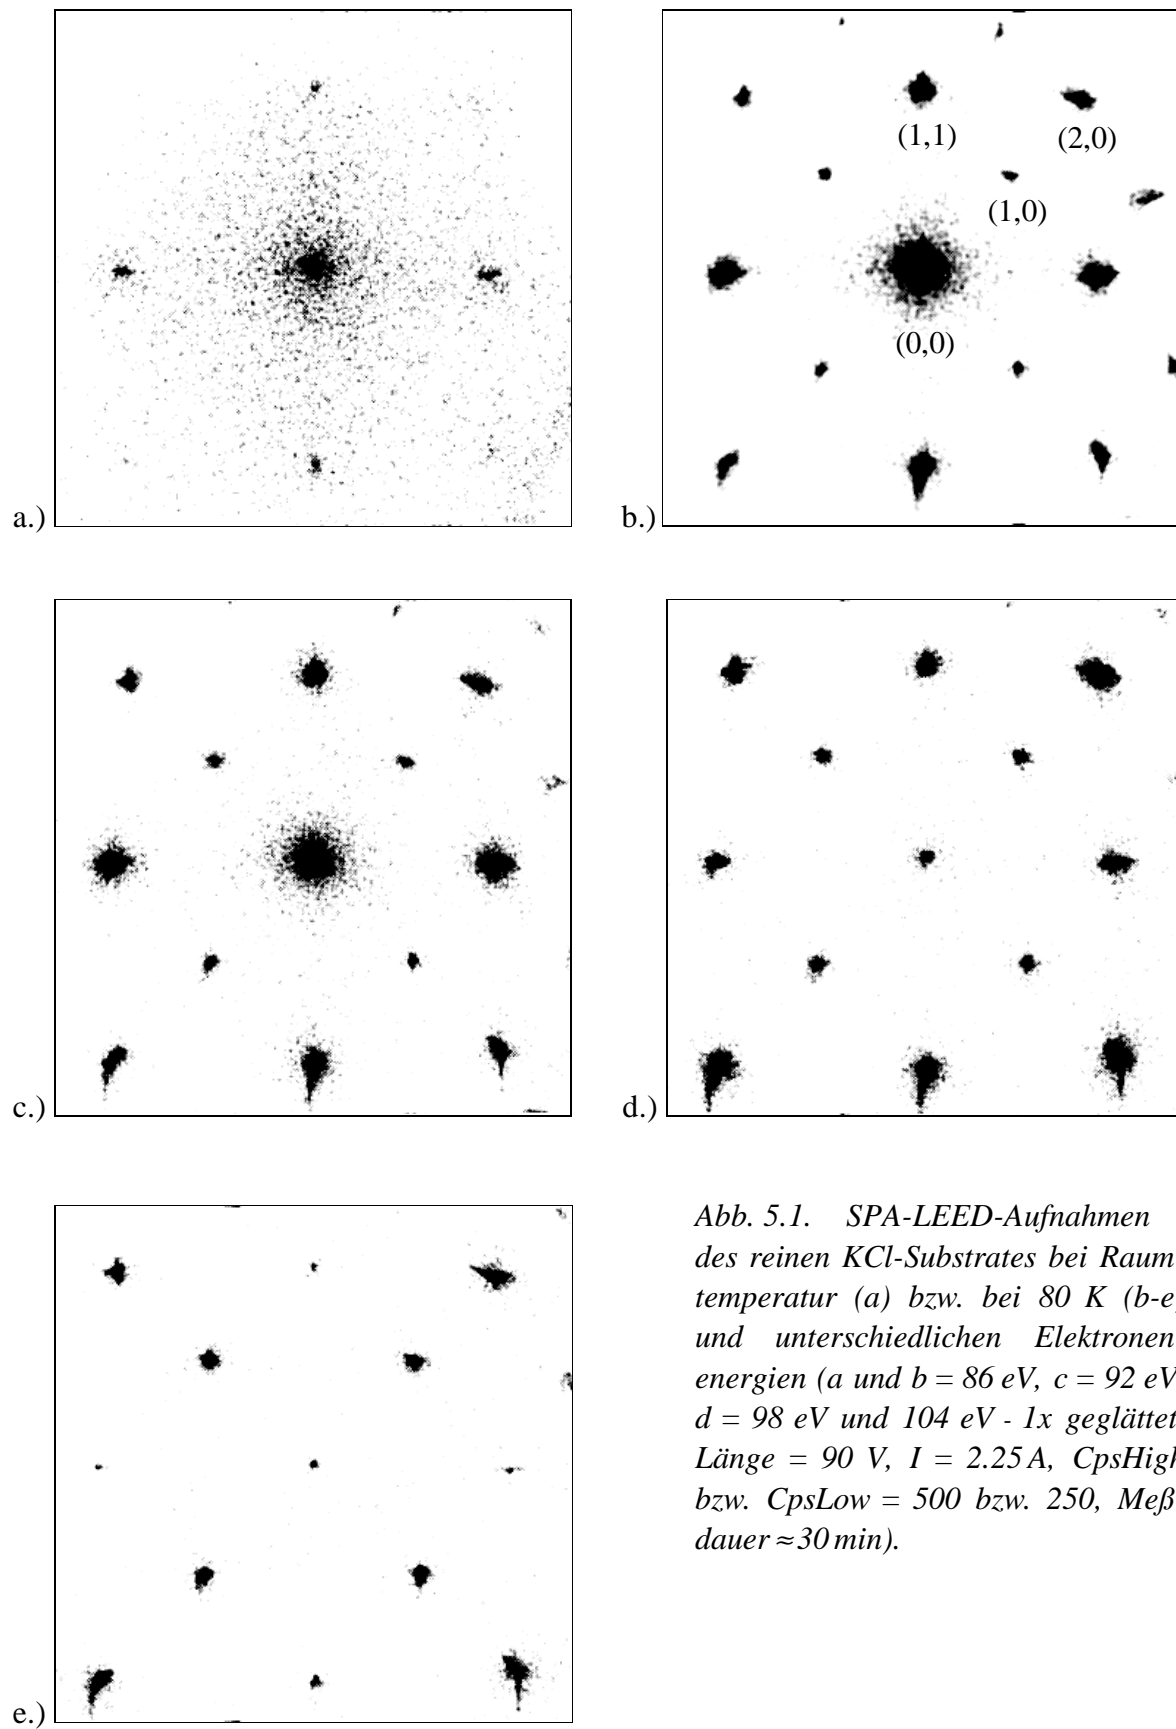 a.)
b.)
(1,1)
(2,0)
(1,0)
(0,0)
c.)
d.)
e.)
Abb. 5.1. SPA-LEED-Aufnahmen
des reinen KCl-Substrates bei Raum
temperatur (a) bzw. bei 80 K (b-e
und unterschiedlichen Elektronen
energien (a und b = 86 eV, c = 92 eV
d = 98 eV und 104 eV - 1x geglättet
Länge = 90 V, I = 2.25 A, CpsHigh
bzw. CpsLow = 500 bzw. 250, Meß
dauer ≈ 30 min).